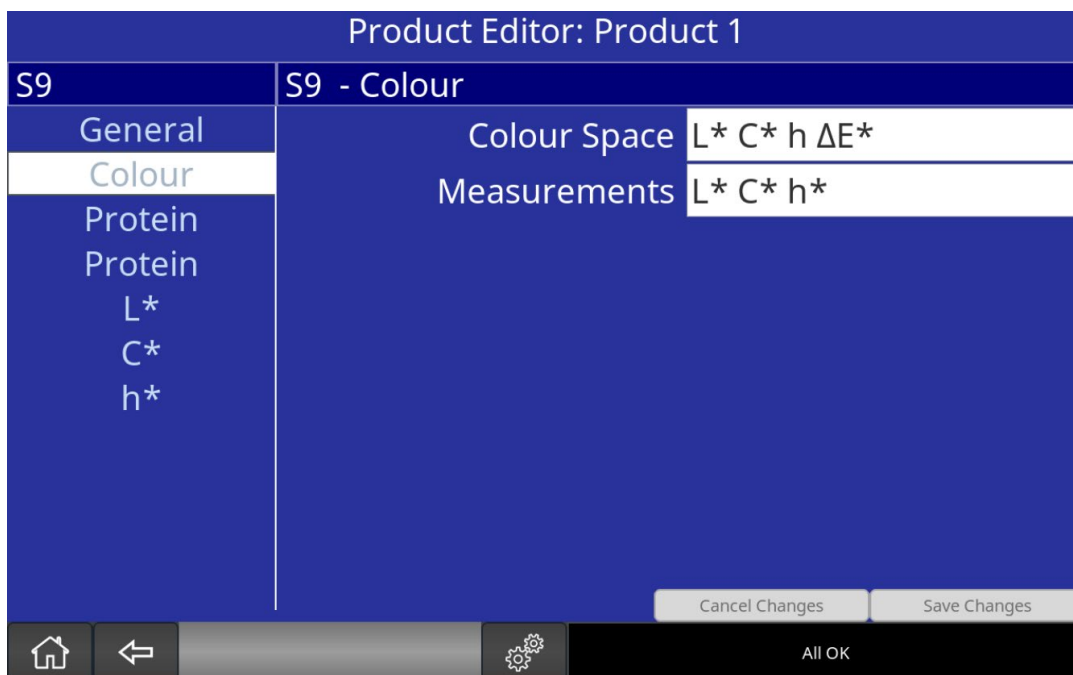 Product Editor: Product 1
S9
S9 - Colour
General
Colour
Protein
Protein
L*
C*
h*
Colour Space L* C* h ΔE*
Measurements L* C* h*
Cancel Changes
Save Changes
All OK